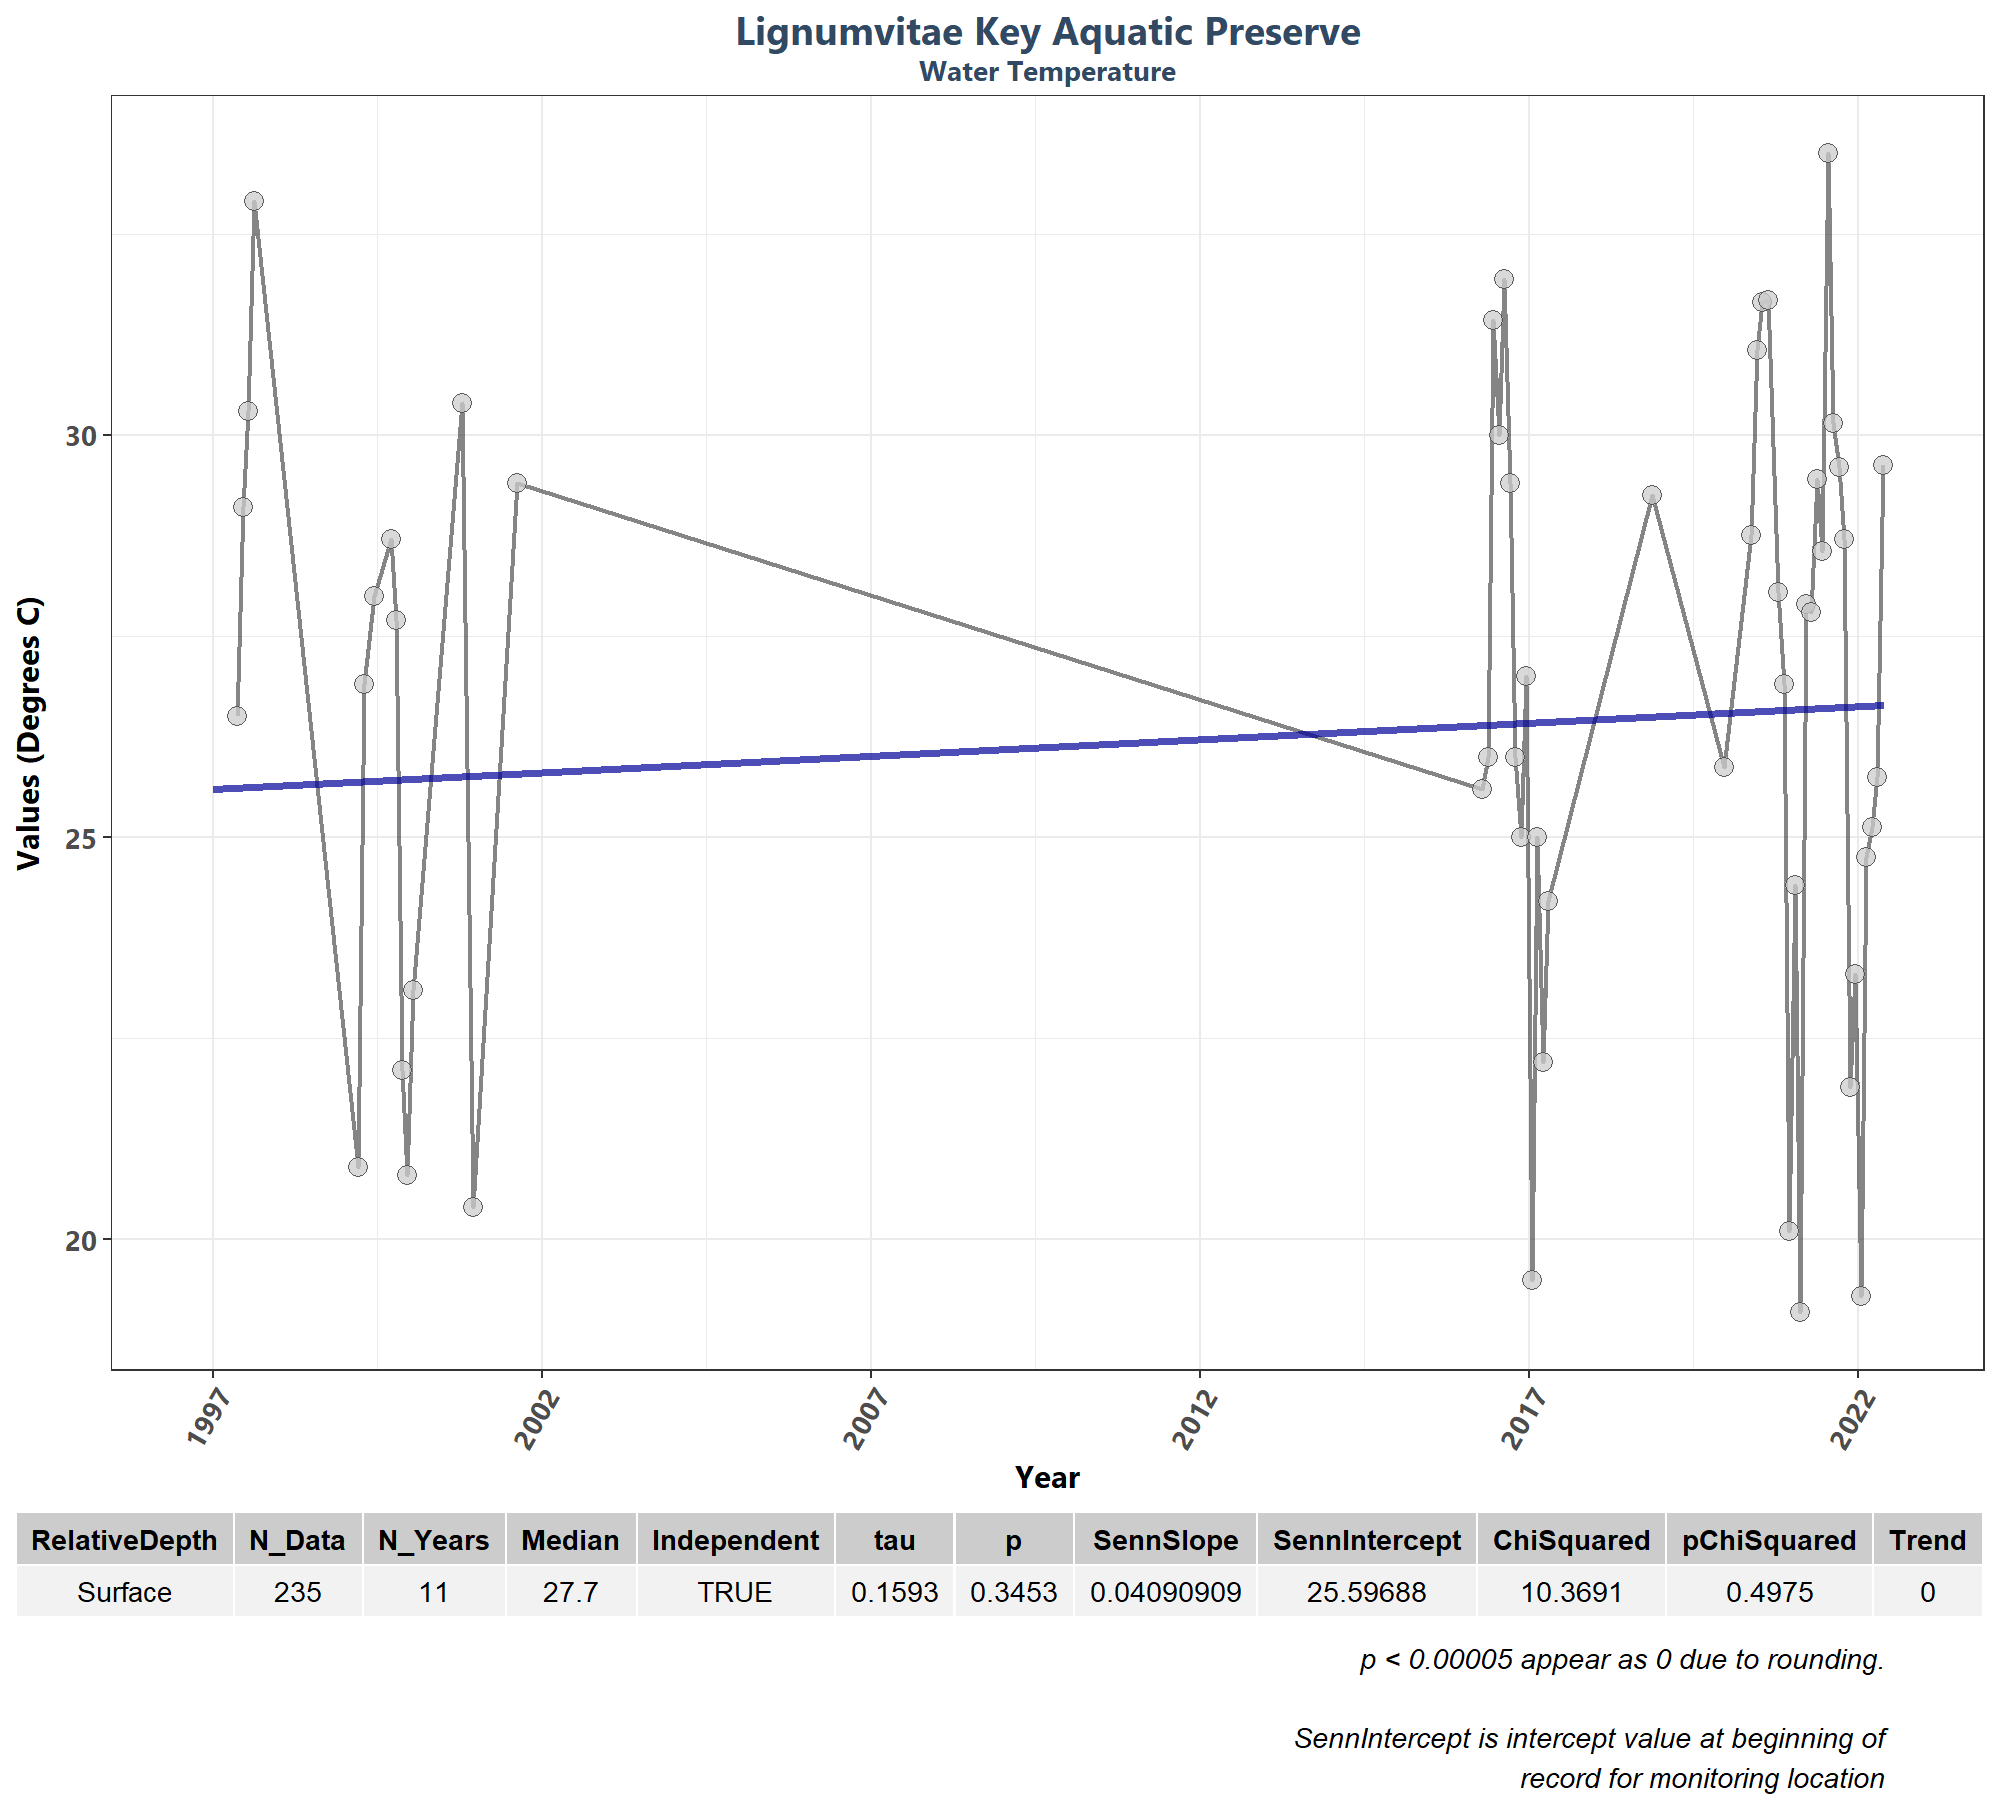 Lignumvitae Key Aquatic Preserve
Water Temperature
Values (Degrees C)
30
25
20
1997
2002
2007
2012
2017
2022
Year
RelativeDepth N_Data N_Years Median Independent tau p SennSlope SennIntercept ChiSquared pChiSquared Trend
Surface 235 11 27.7 TRUE 0.1593 0.3453 0.04090909 25.59688 10.3691 0.4975 0
p < 0.00005 appear as 0 due to rounding.
SennIntercept is intercept value at beginning of
record for monitoring location